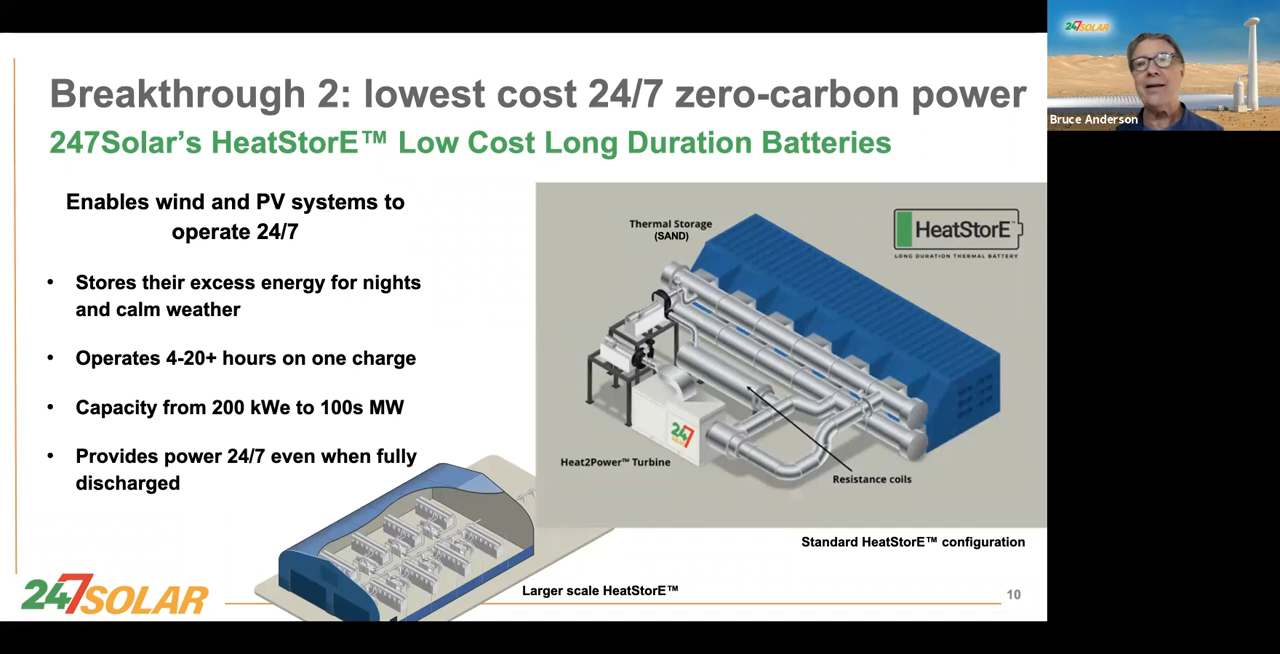 247SOLAR
Bruce Anderson
Breakthrough 2: lowest cost 24/7 zero-carbon power
247Solar's HeatStorE™ Low Cost Long Duration Batteries
Enables wind and PV systems to
operate 24/7
• Stores their excess energy for nights
and calm weather
• Operates 4-20+ hours on one charge
• Capacity from 200 kWe to 100s MW
• Provides power 24/7 even when fully
discharged
Thermal Storage
(SAND)
HeatStorE™
LONG DURATION THERMAL BATTERY
247
SOLAR
Heat2Power™ Turbine
Resistance coils
Standard HeatStorE™ configuration
Larger scale HeatStorE™
247SOLAR
10